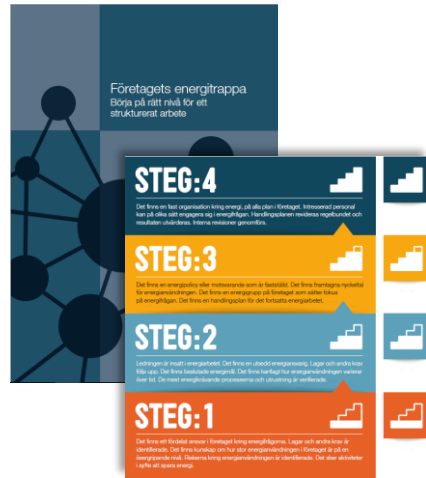 Företagets energitrappa
Börja på rätt nivå för ett
strukturerat arbete
STEG:4
Det finns en fast organisation kring energi, på alla plan i företaget. Intresserad personal
kan på olika sätt engagera sig i energifrågan. Handlingsplanen revideras regelbundet och
resultaten utvärderas. Interna revisioner genomförs.
STEG:3
Det finns en energipolicy eller motsvarande som är fastställd. Det finns framtagna nyckeltal
för energianvändningen. Det finns en energigrupp på företaget som sätter fokus
på energifrågan. Det finns en handlingsplan för det fortsatta energiarbetet.
STEG:2
Ledningen är insatt i energiarbetet. Det finns en utsedd energiansvarig. Lagar och andra krav
följs upp. Det finns beslutade energimål. Det finns kartlagt hur energianvändningen varierar
över tid. De mest energikrävande processerna och utrustning är verifierade.
STEG:1
Det finns ett fördelat ansvar i företaget kring energifrågorna. Lagar och andra krav är
identifierade. Det finns kunskap om hur stor energianvändningen i företaget är på en
övergripande nivå. Riskerna kring energianvändningen är identifierade. Det sker aktiviteter
i syfte att spara energi.